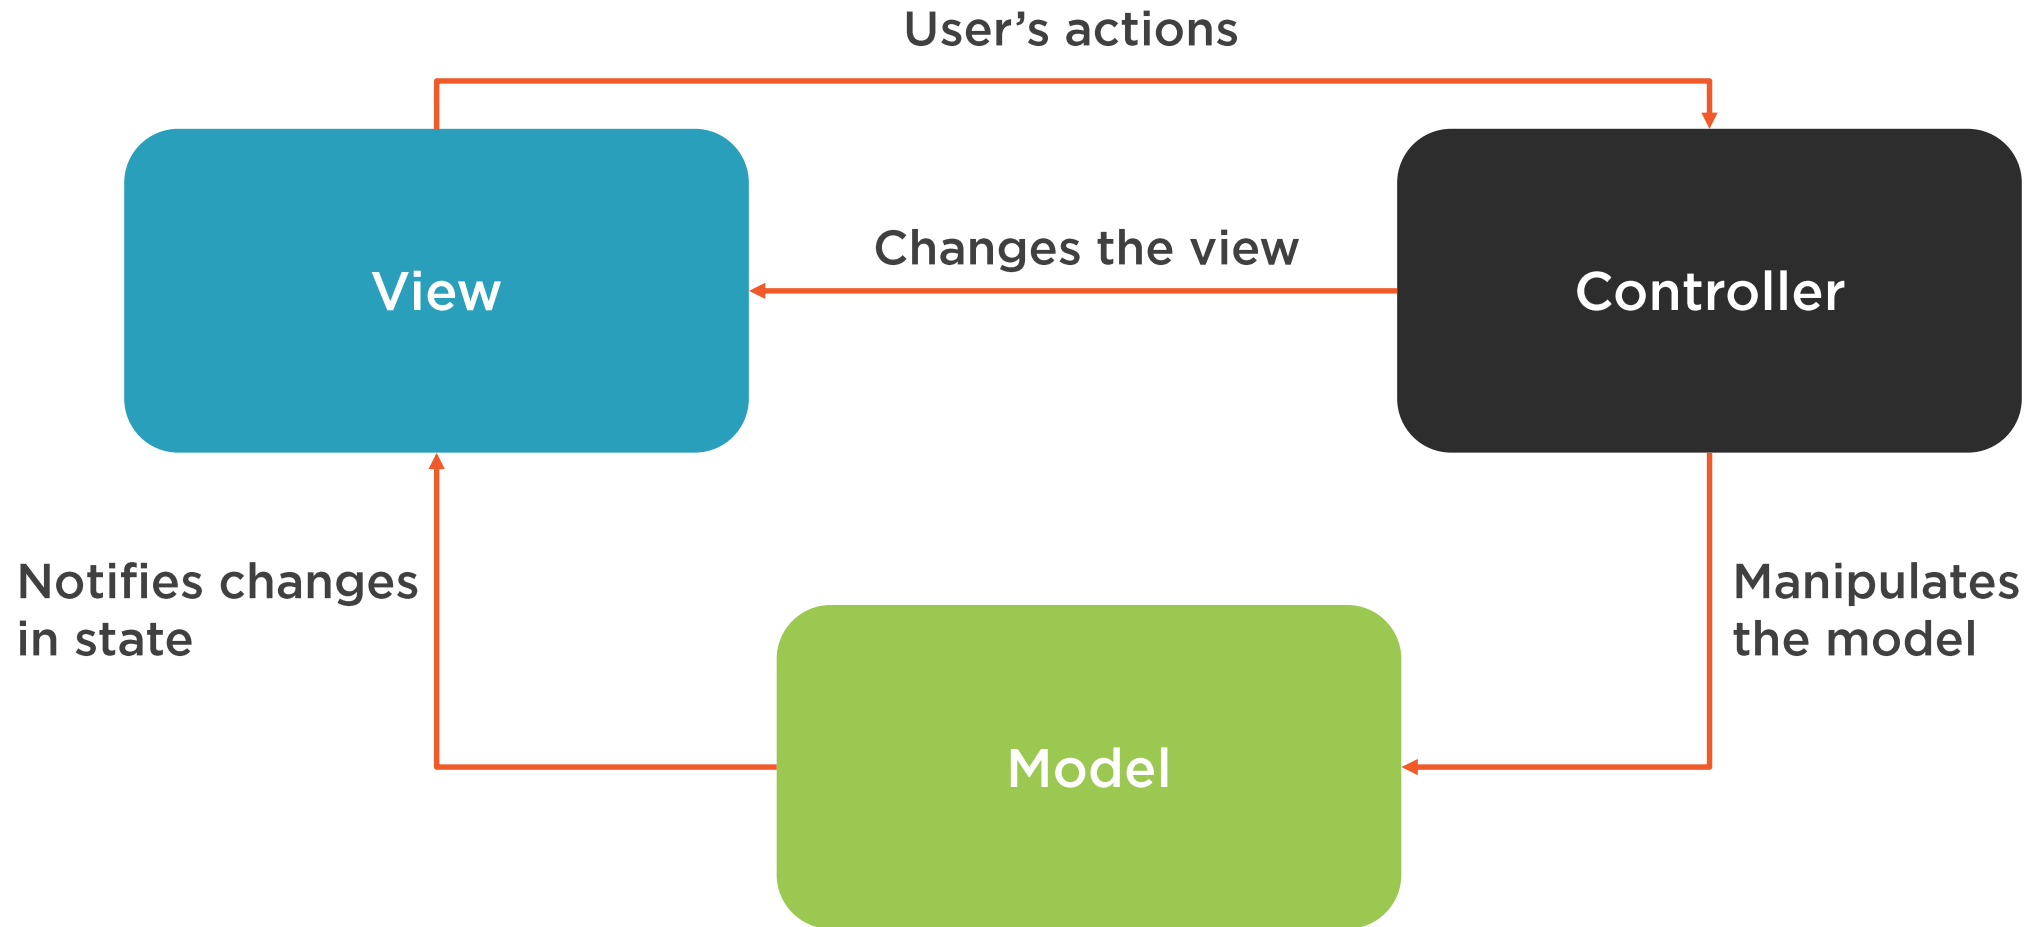 User’s actions
Changes the view
View
Controller
Notifies changes
in state
Manipulates
the model
Model